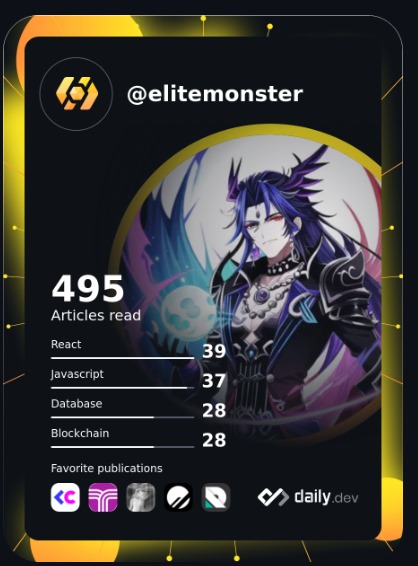 @elitemonster
495
Articles read
React 39
Javascript 37
Database 28
Blockchain 28
Favorite publications
daily.dev